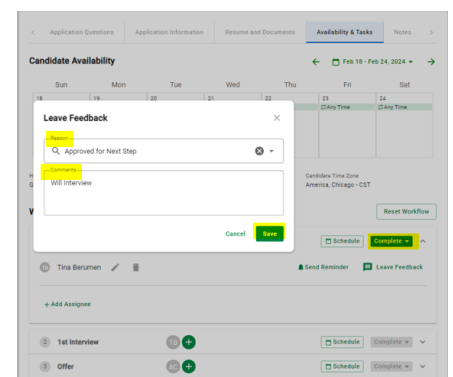 Application Questions Application Information Resume and Documents Availability & Tasks Notes
Candidate Availability
Feb 18 - Feb 24, 2024
Sun Mon Tue Wed Thu Fri Sat
18 19 20 21 22 23 24
Any Time Any Time
Leave Feedback
Reason
Approved for Next Step
Comments
Will Interview
Cancel Save
Candidate Time Zone
America, Chicago - CST
Reset Workflow
Schedule Complete
TB Tina Berumen Send Reminder Leave Feedback
+ Add Assignee
2 1st Interview TB Schedule Complete
3 Offer AC Schedule Complete